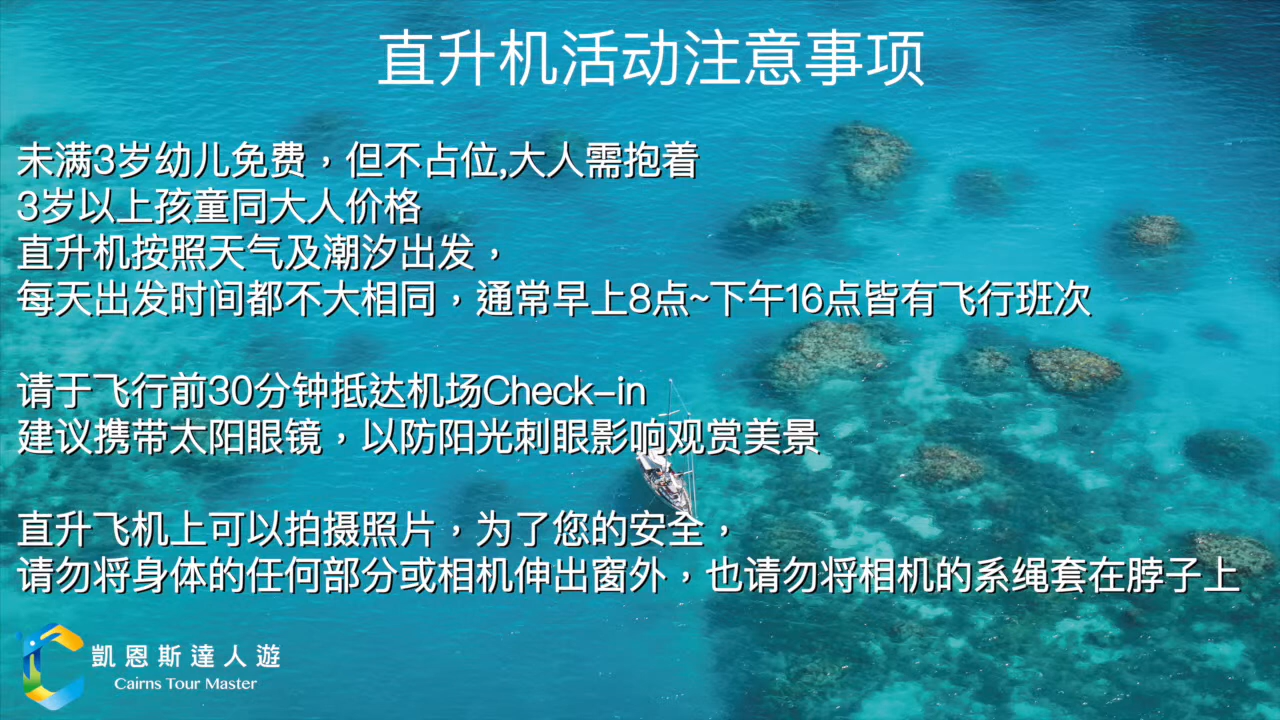 直升机活动注意事项
未满3岁幼儿免费，但不占位,大人需抱着
3岁以上孩童同大人价格
直升机按照天气及潮汐出发，
每天出发时间都不大相同，通常早上8点~下午16点皆有飞行班次
请于飞行前30分钟抵达机场Check-in
建议携带太阳眼镜，以防阳光刺眼影响观赏美景
直升飞机上可以拍摄照片，为了您的安全，
请勿将身体的任何部分或相机伸出窗外，也请勿将相机的系绳套在脖子上
凱恩斯達人遊
Cairns Tour Master